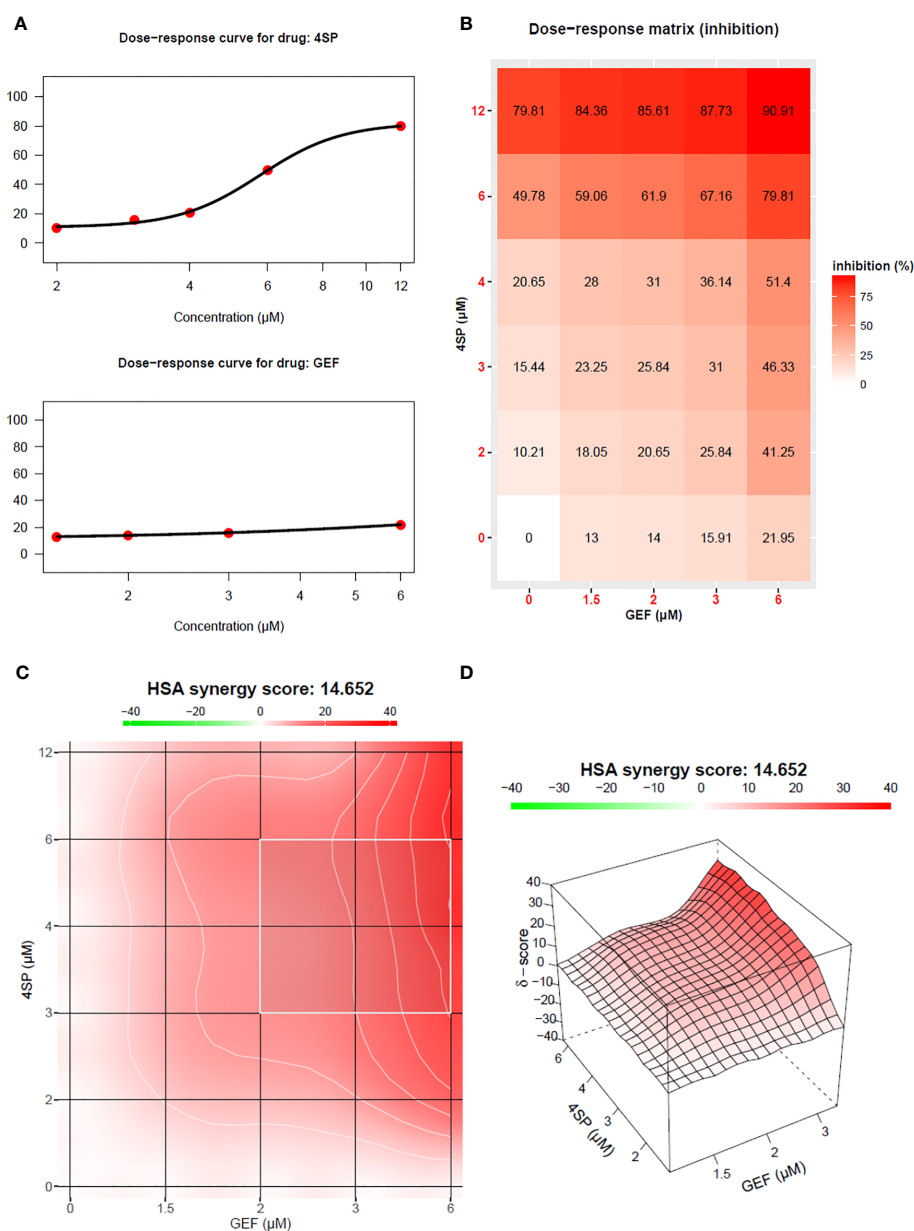 A
Dose-response curve for drug: 4SP
100
80
60
40
20
0
2 4 6 8 10 12
Concentration (µM)
Dose-response curve for drug: GEF
100
80
60
40
20
0
2 3 4 5 6
Concentration (µM)
B
Dose-response matrix (inhibition)
12 79.81 84.36 85.61 87.73 90.91
6 49.78 59.06 61.9 67.16 79.81
4 20.65 28 31 36.14 51.4
3 15.44 23.25 25.84 31 46.33
2 10.21 18.05 20.65 25.84 41.25
0 0 13 14 15.91 21.95
0 1.5 2 3 6
GEF (µM)
4SP (µM)
inhibition (%)
75
50
25
0
C
HSA synergy score: 14.652
−40 −20 0 20 40
12
6
4
3
2
0
4SP (µM)
0 1.5 2 3 6
GEF (µM)
D
HSA synergy score: 14.652
−40 −30 −20 −10 0 10 20 30 40
40
30
20
10
0
−10
−20
−30
−40
δ − score
6
4
3
2
4SP (µM)
1.5 2 3
GEF (µM)